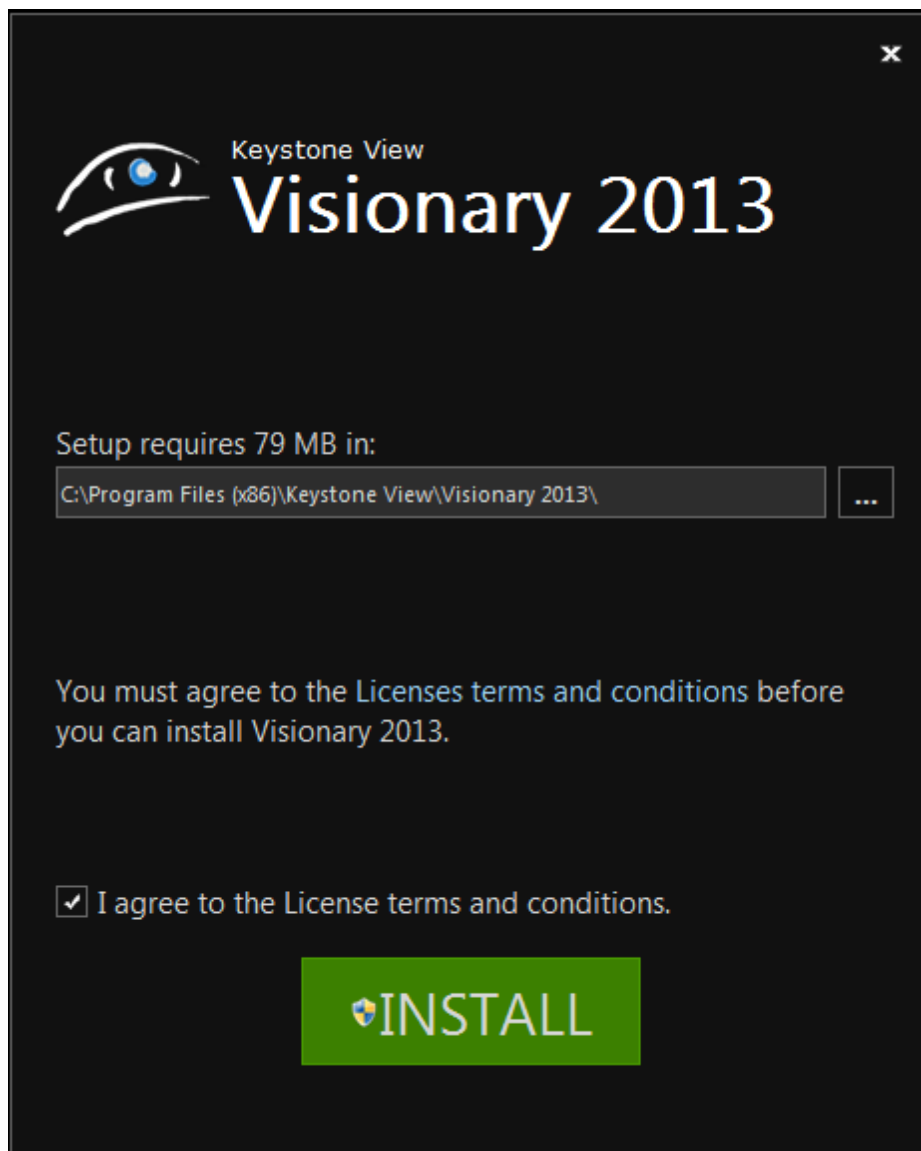 Keystone View
Visionary 2013
Setup requires 79 MB in:
C:\Program Files (x86)\Keystone View\Visionary 2013\
...
You must agree to the Licenses terms and conditions before
you can install Visionary 2013.
I agree to the License terms and conditions.
INSTALL